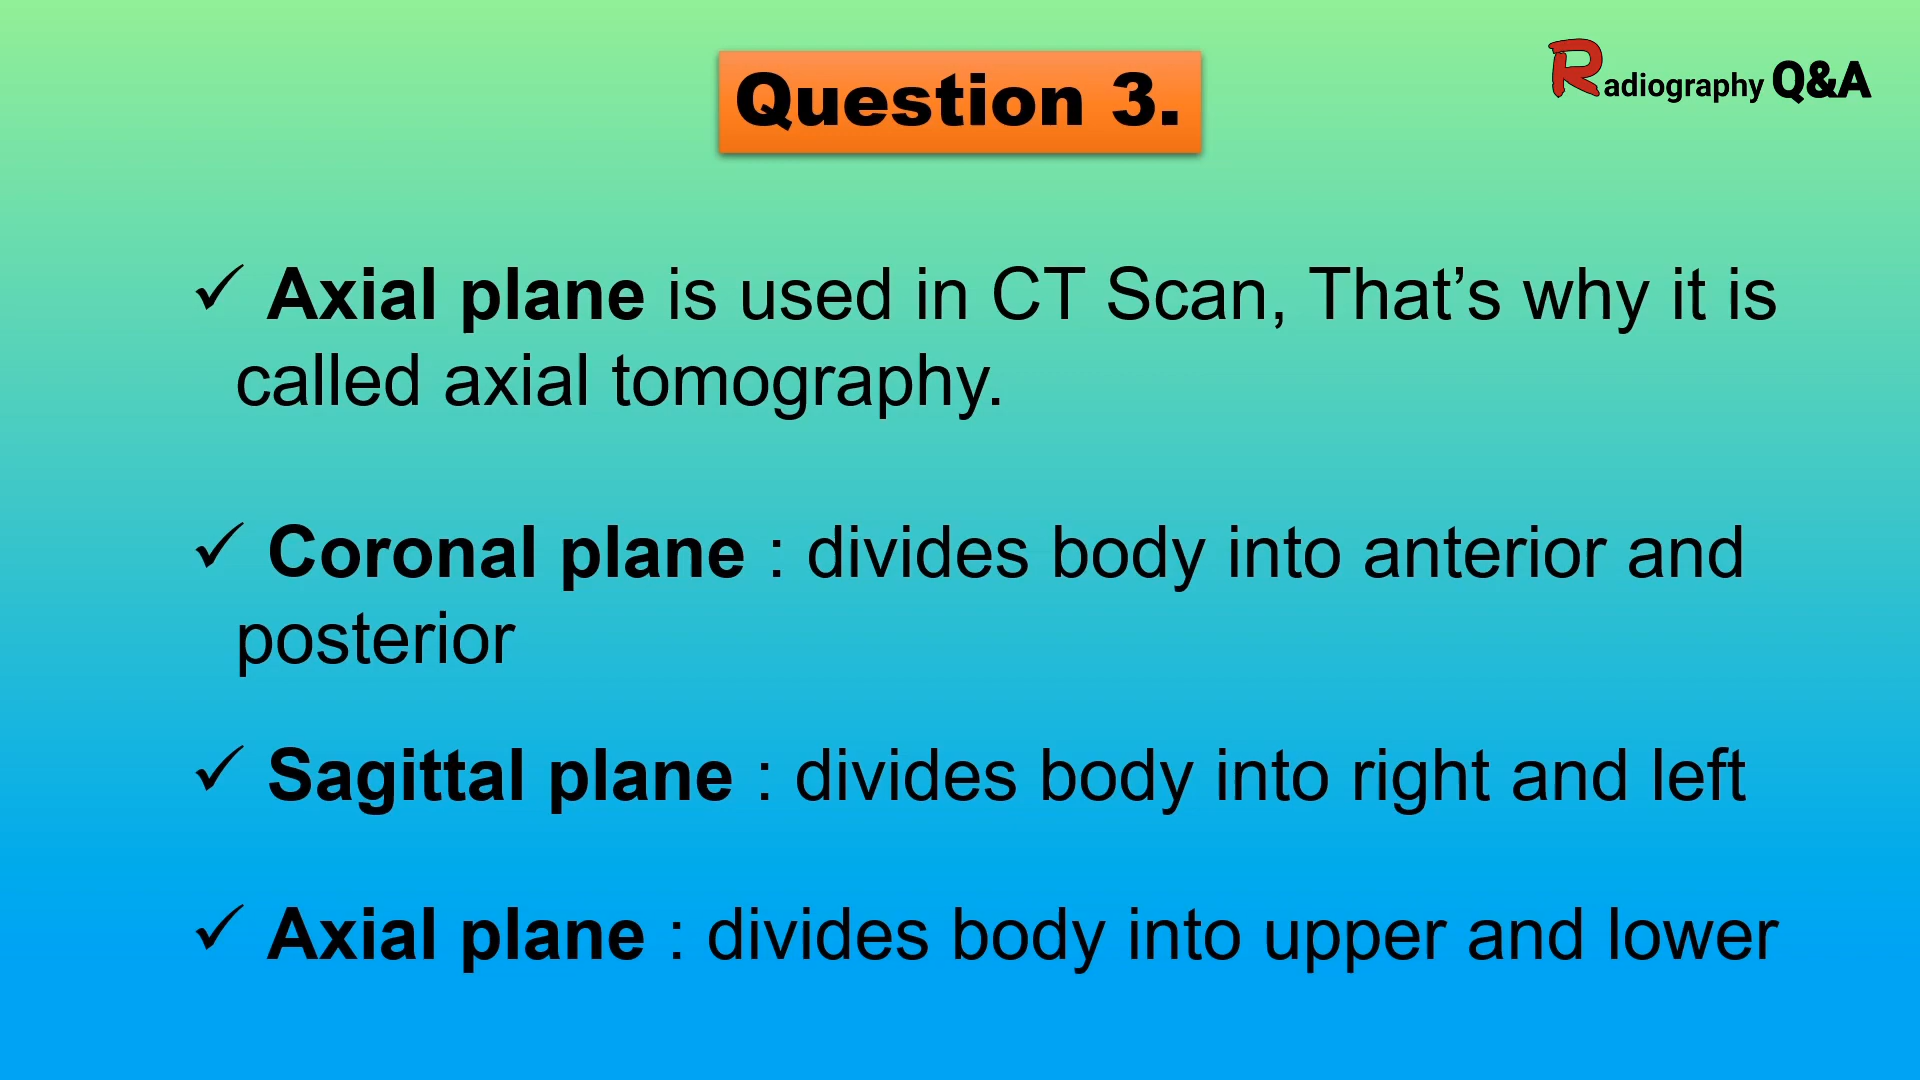 Question 3.
Radiography Q&A
✓ Axial plane is used in CT Scan, That’s why it is
called axial tomography.
✓ Coronal plane : divides body into anterior and
posterior
✓ Sagittal plane : divides body into right and left
✓ Axial plane : divides body into upper and lower